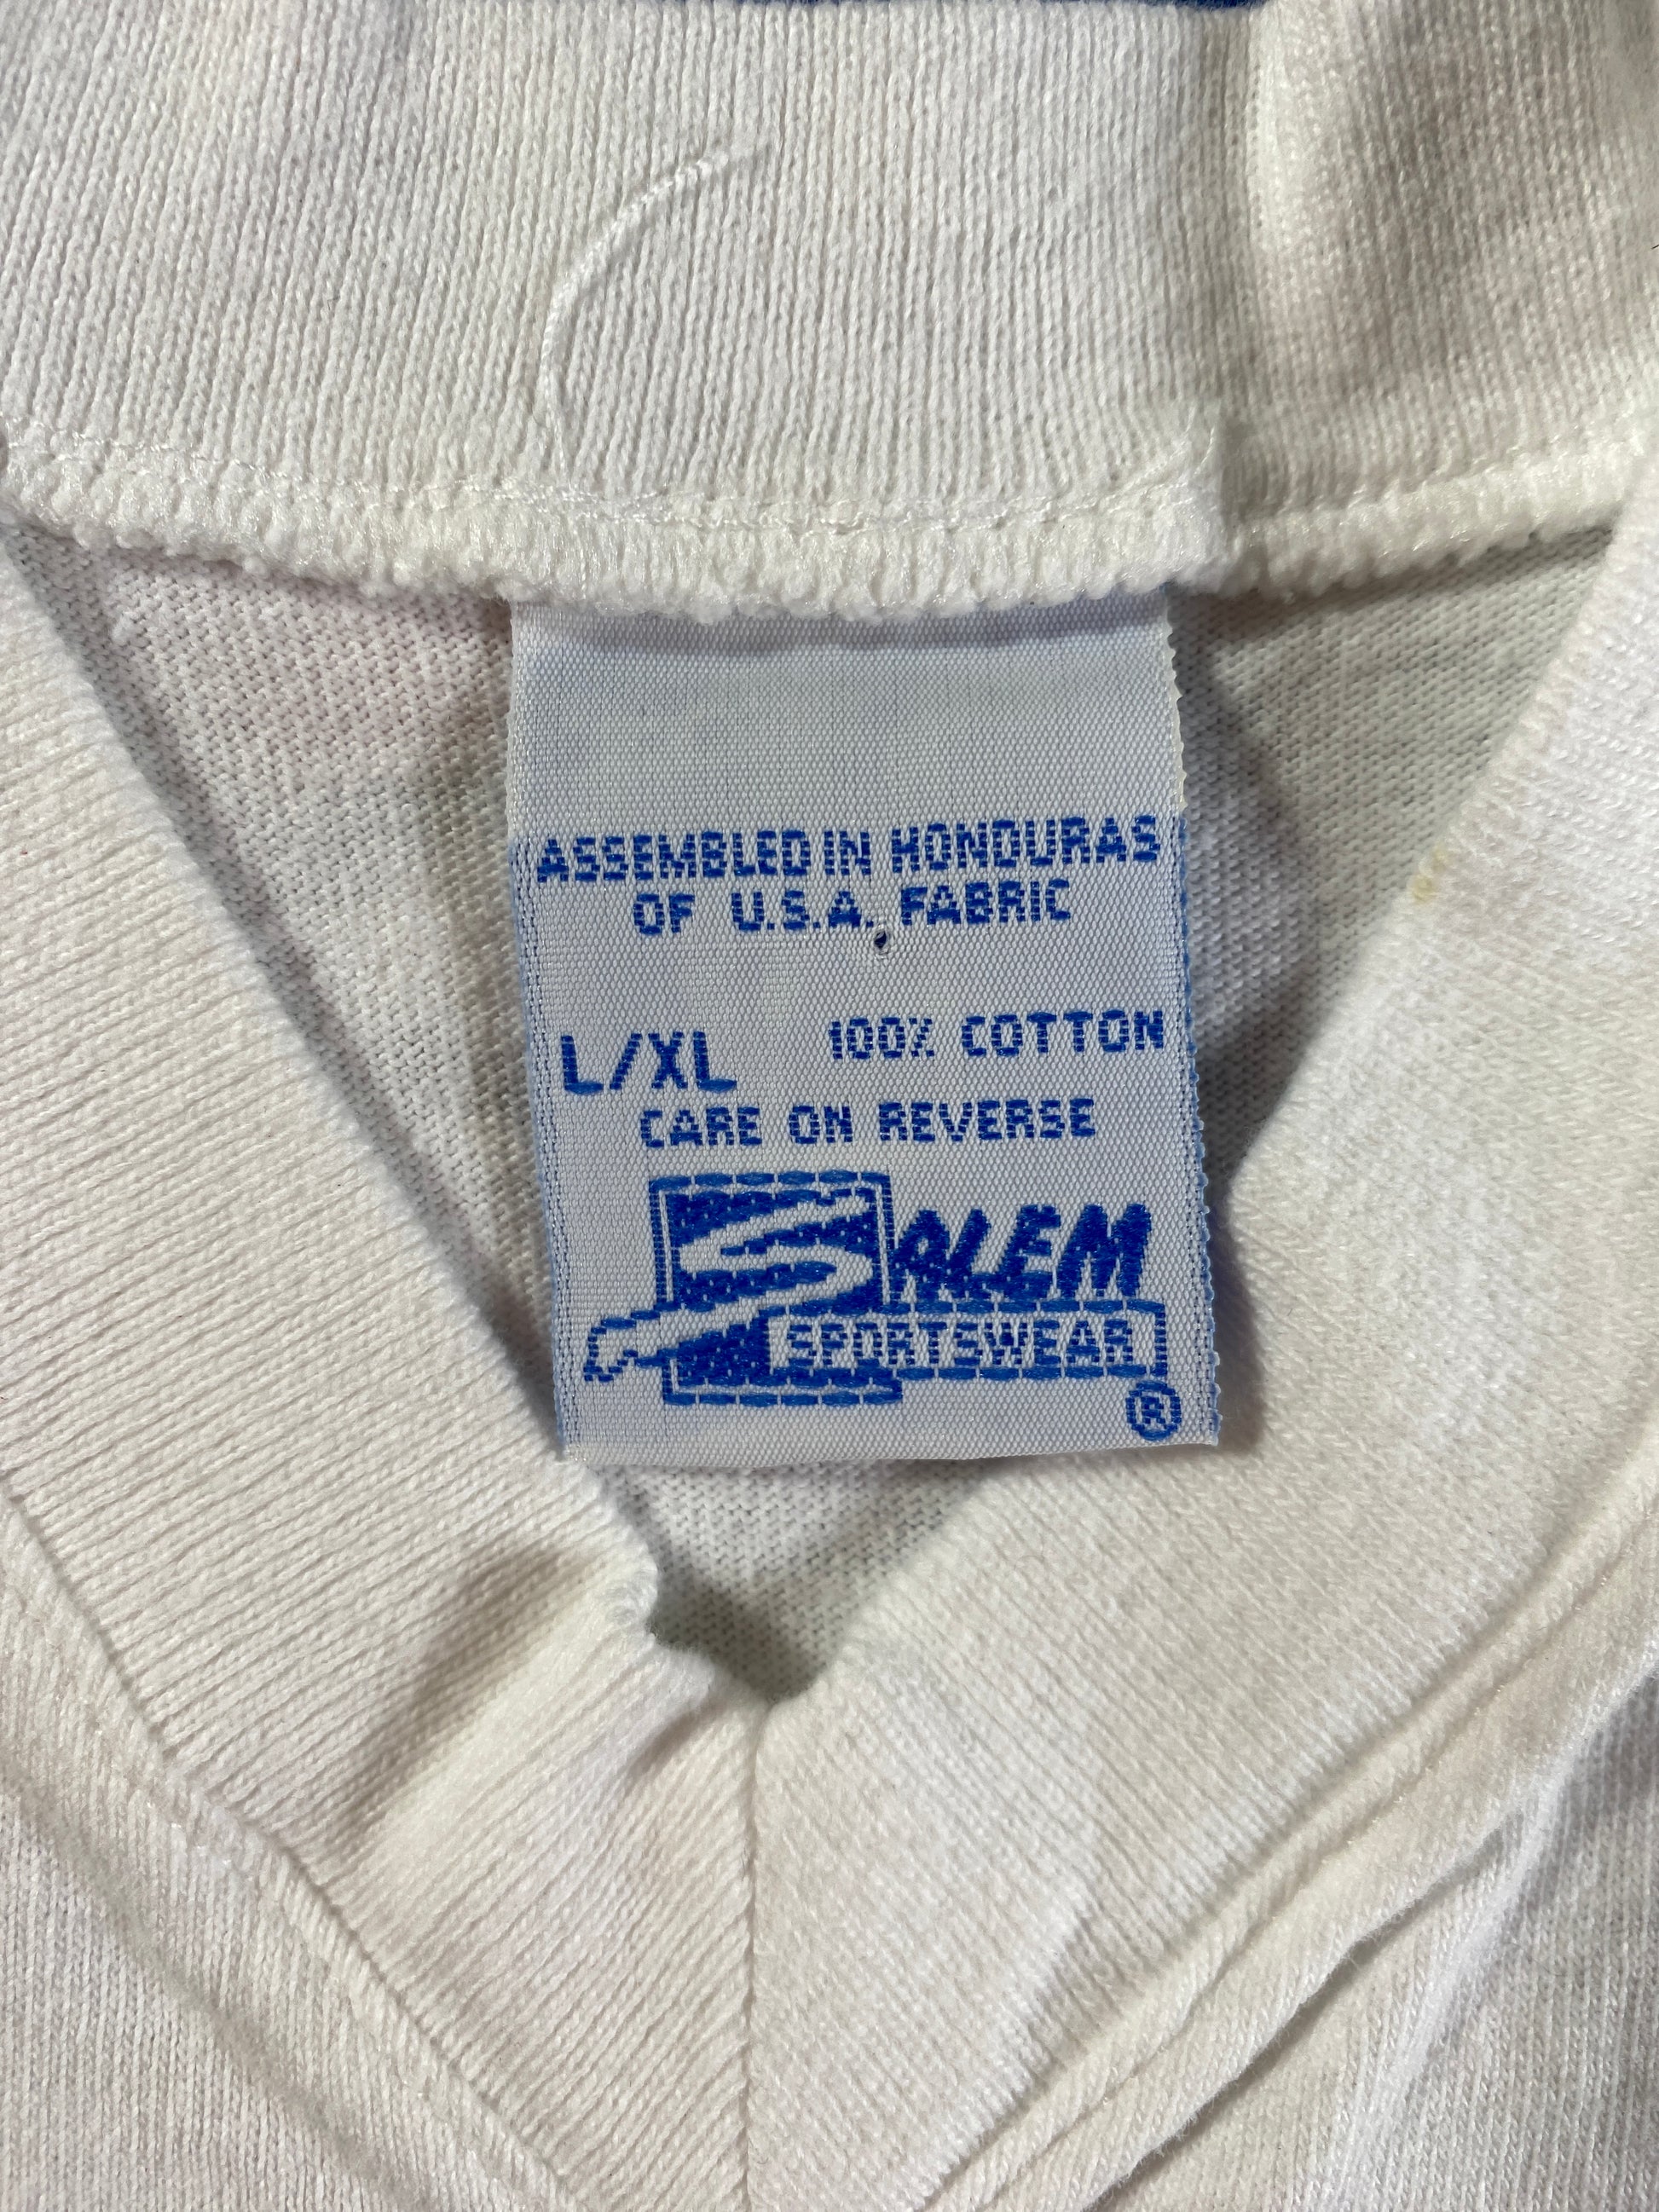 ASSEMBLED IN HONDURAS
OF U.S.A. FABRIC
L/XL 100% COTTON
CARE ON REVERSE
SALEM
SPORTSWEAR
®